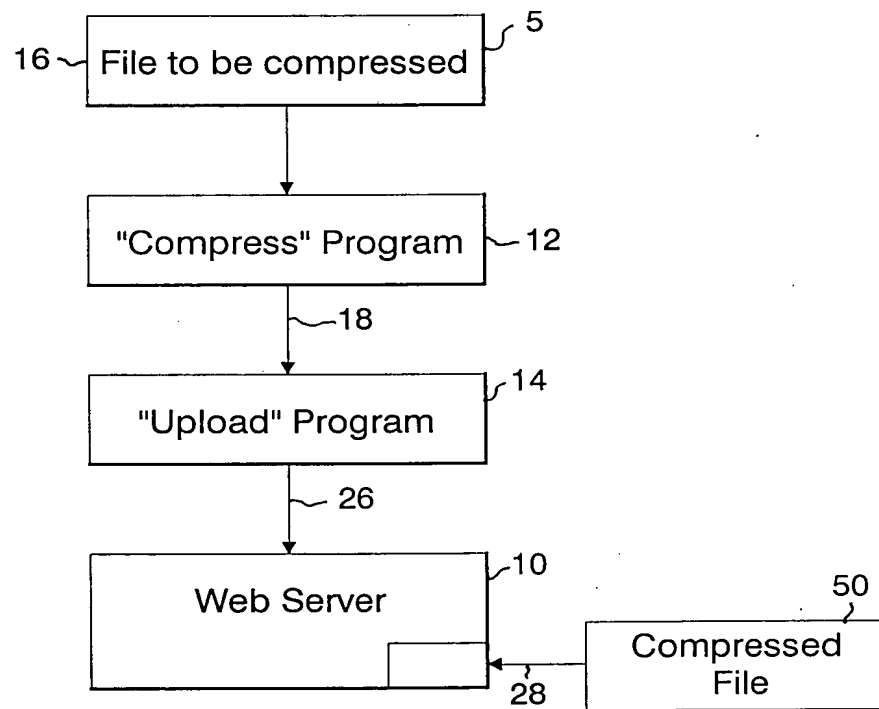 5
16
File to be compressed
"Compress" Program
12
18
14
"Upload" Program
26
10
Web Server
50
Compressed
File
28